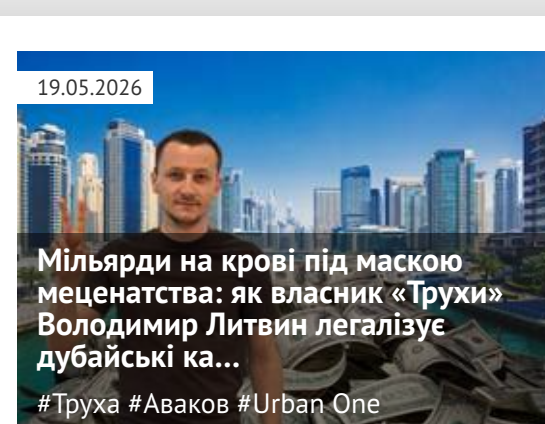 19.05.2026
Мільярди на крові під маскою
меценатства: як власник «Трухи»
Володимир Литвин легалізує
дубайські ка...
#Труха #Аваков #Urban One